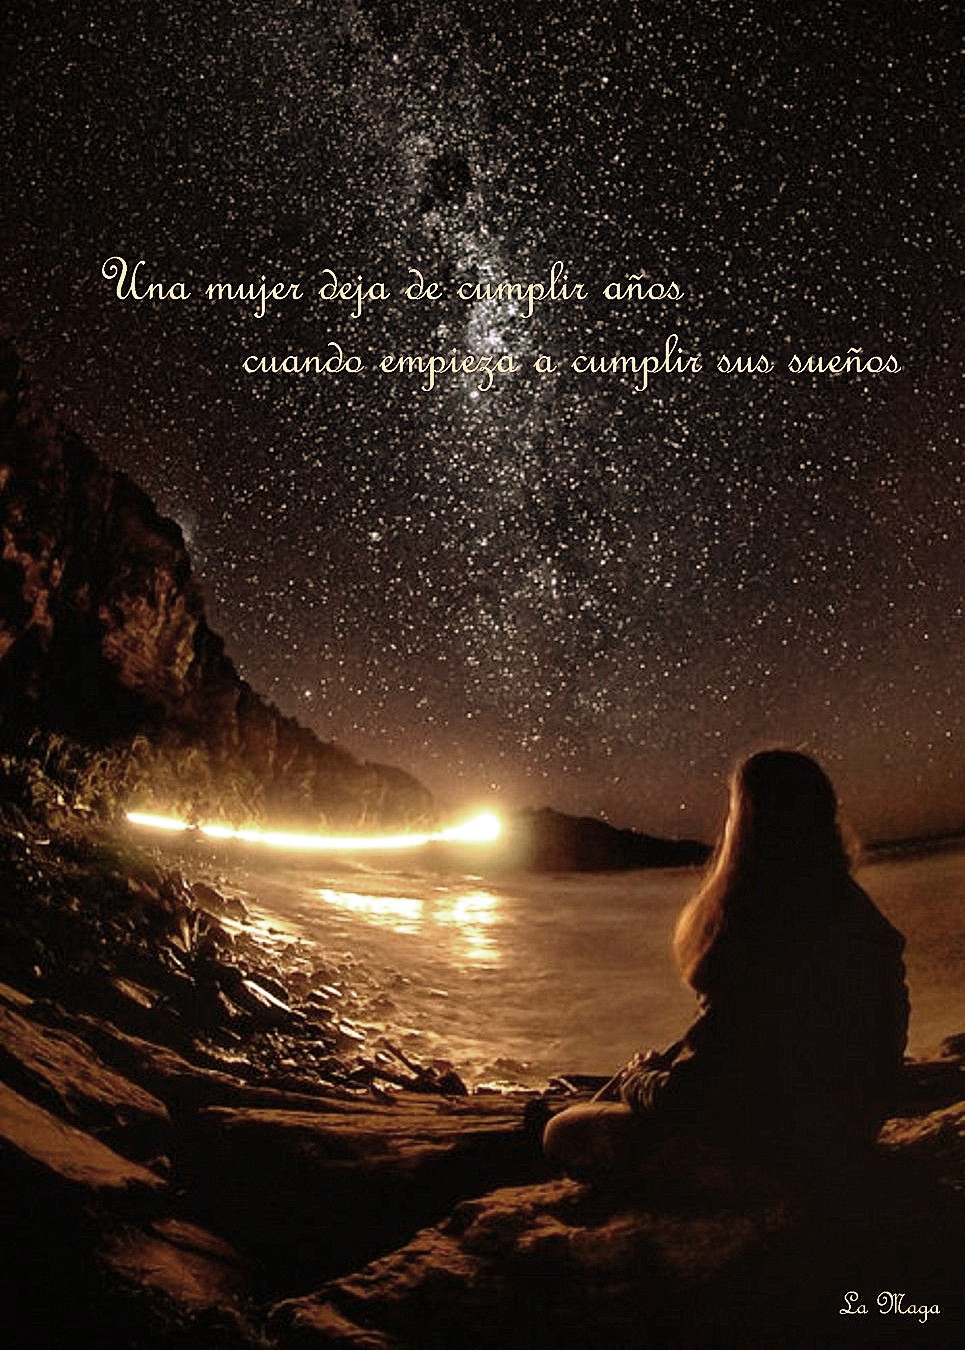 Una mujer deja de cumplir años
cuando empieza a cumplir sus sueños
La Maga